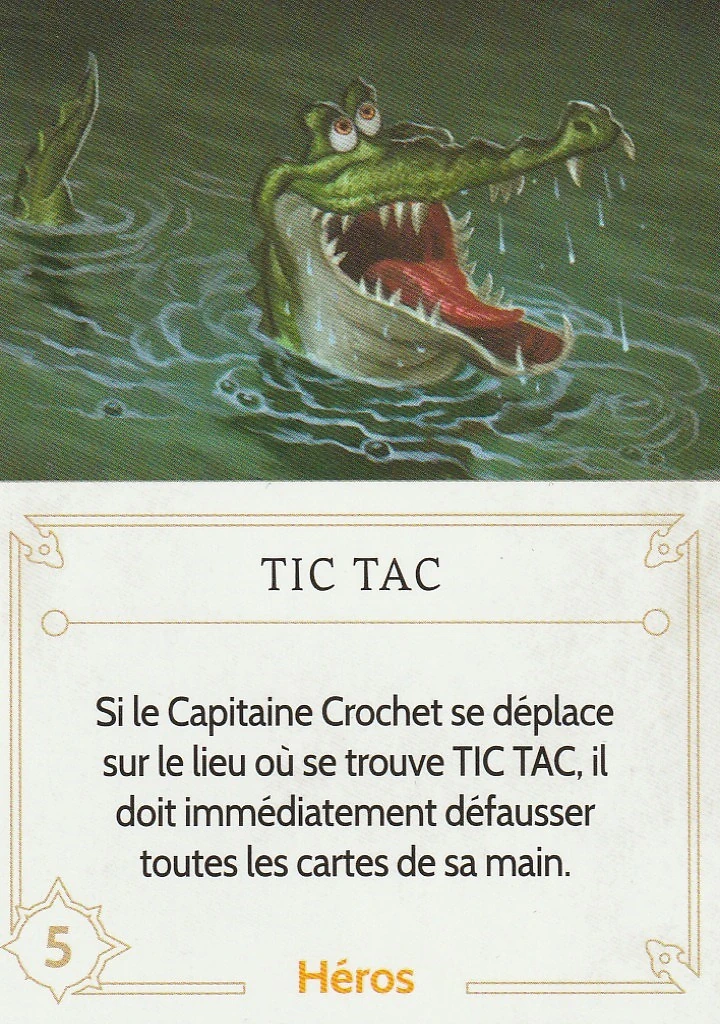 TIC TAC
Si le Capitaine Crochet se déplace
sur le lieu où se trouve TIC TAC, il
doit immédiatement défausser
toutes les cartes de sa main.
5
Héros